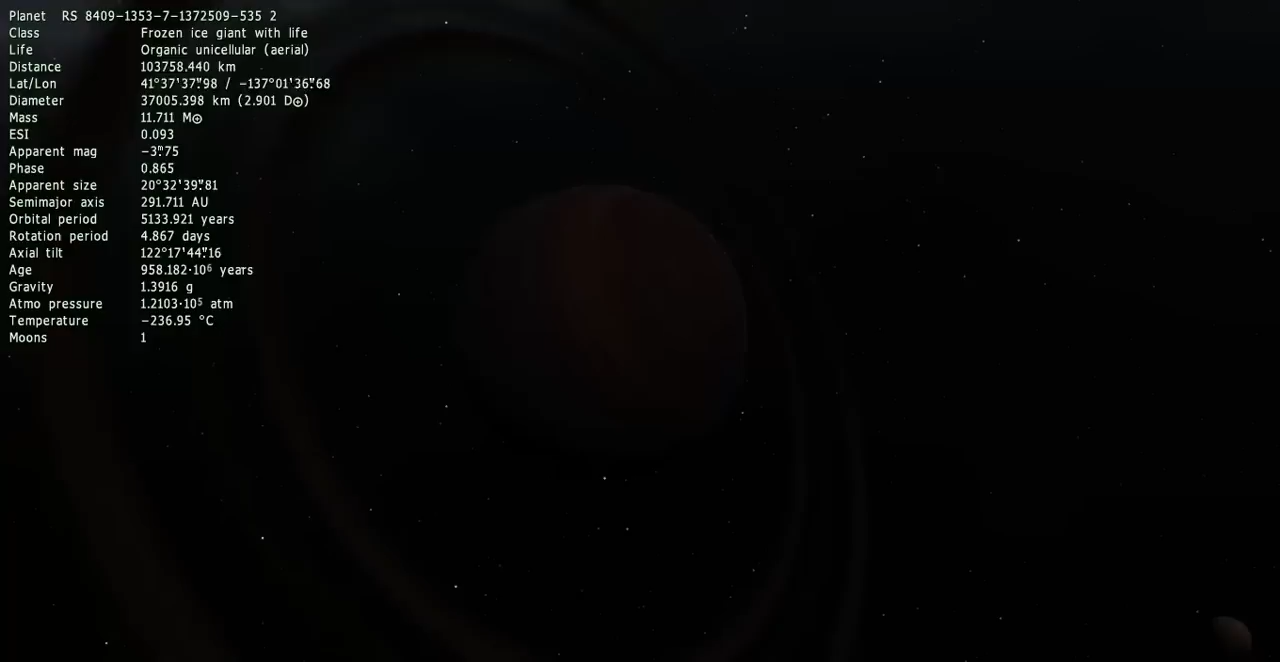 Planet RS 8409-1353-7-1372509-535 2
Class Frozen ice giant with life
Life Organic unicellular (aerial)
Distance 103758.440 km
Lat/Lon 41°37'37."98 / -137°01'36."68
Diameter 37005.398 km (2.901 D⊕)
Mass 11.711 M⊕
ESI 0.093
Apparent mag -3.ᵐ75
Phase 0.865
Apparent size 20°32'39."81
Semimajor axis 291.711 AU
Orbital period 5133.921 years
Rotation period 4.867 days
Axial tilt 122°17'44."16
Age 958.182·10⁶ years
Gravity 1.3916 g
Atmo pressure 1.2103·10⁵ atm
Temperature -236.95 °C
Moons 1